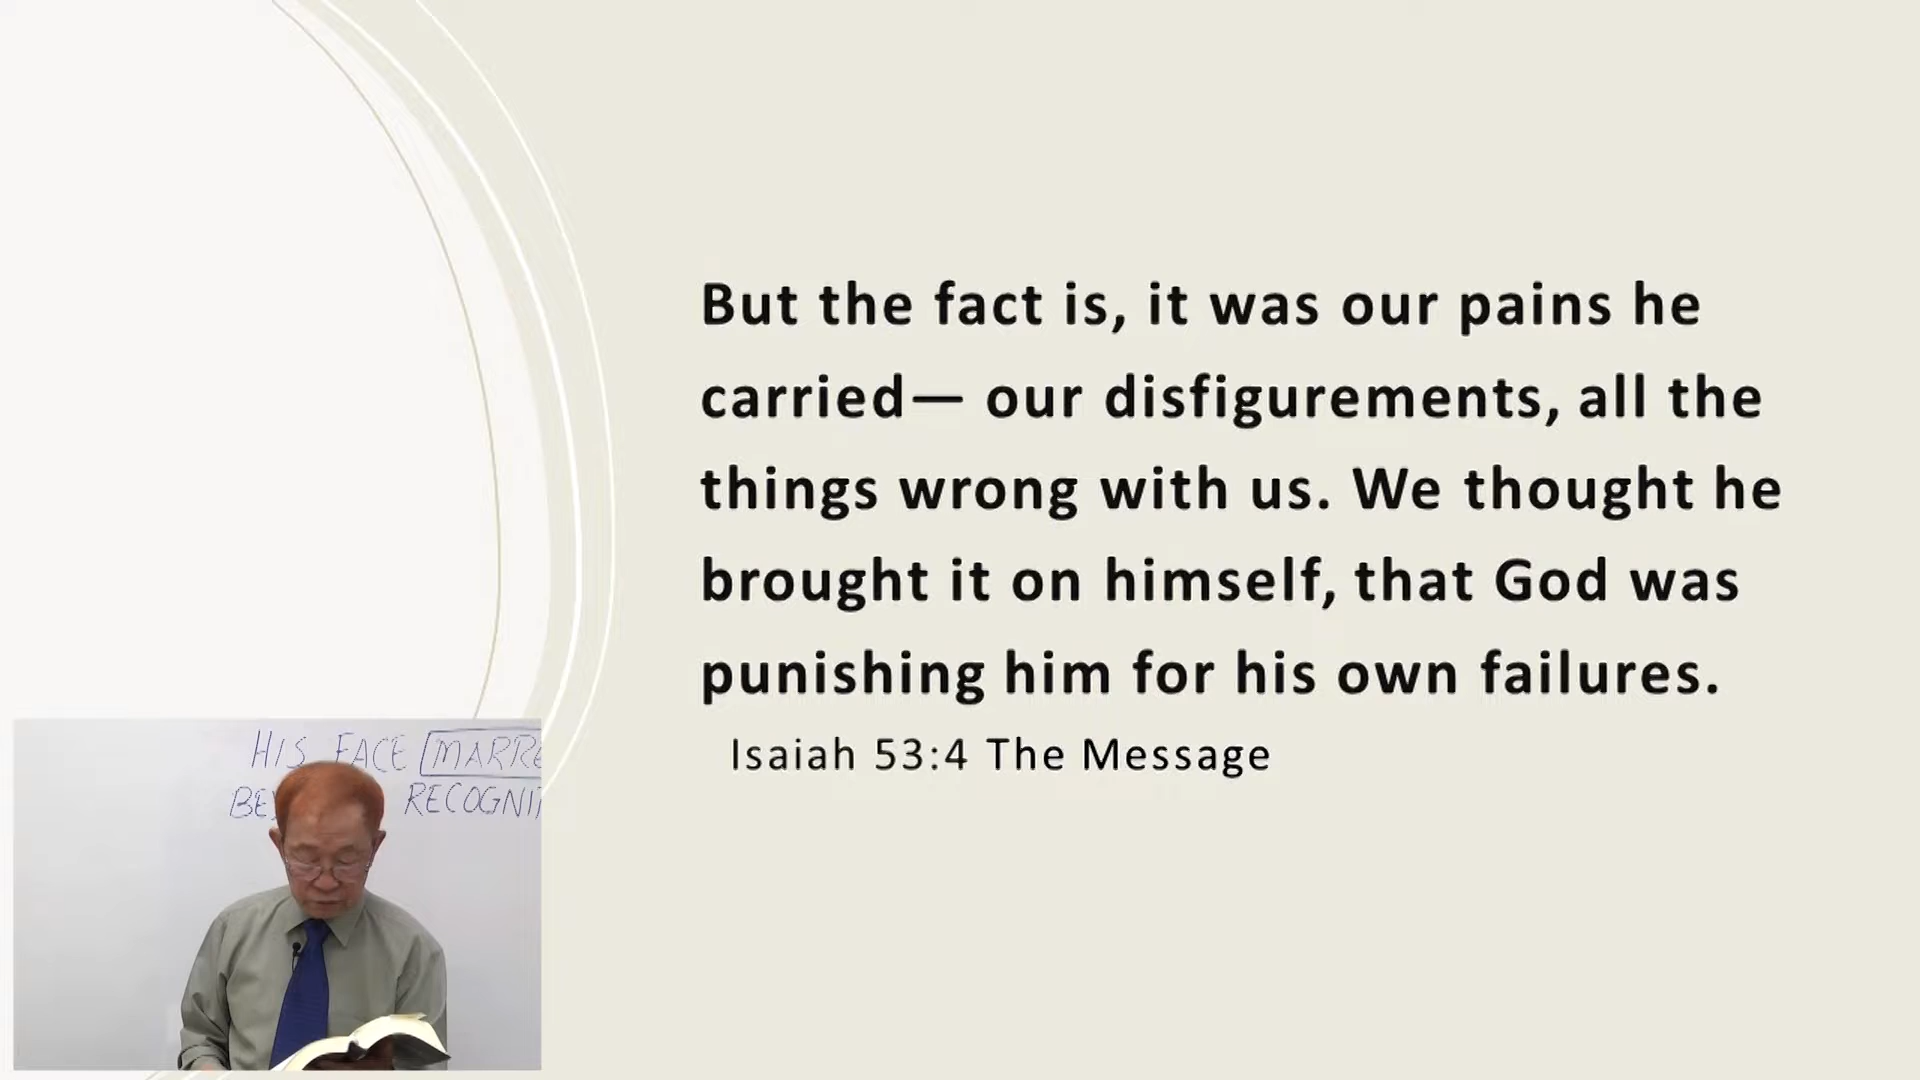 But the fact is, it was our pains he
carried— our disfigurements, all the
things wrong with us. We thought he
brought it on himself, that God was
punishing him for his own failures.
Isaiah 53:4 The Message
HIS FACE MARRE
BE RECOGNI